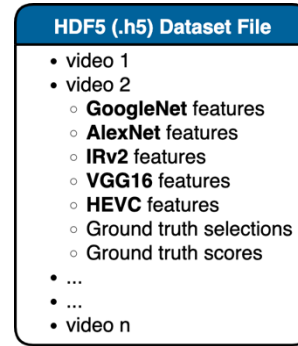 HDF5 (.h5) Dataset File
• video 1
• video 2
◦ GoogleNet features
◦ AlexNet features
◦ IRv2 features
◦ VGG16 features
◦ HEVC features
◦ Ground truth selections
◦ Ground truth scores
• ...
• ...
• video n